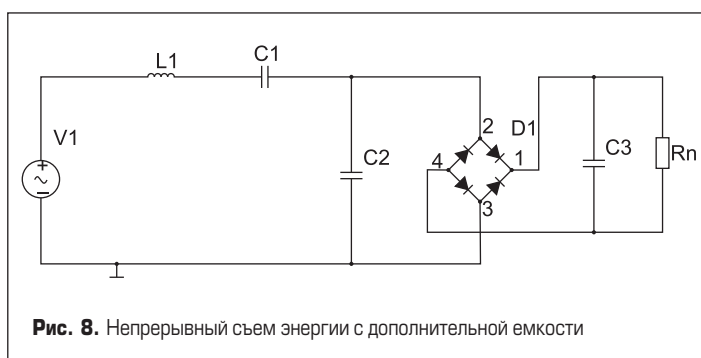 L1
C1
V1
C2
2
D1
4
1
3
C3
Rn
Рис. 8. Непрерывный съем энергии с дополнительной емкости